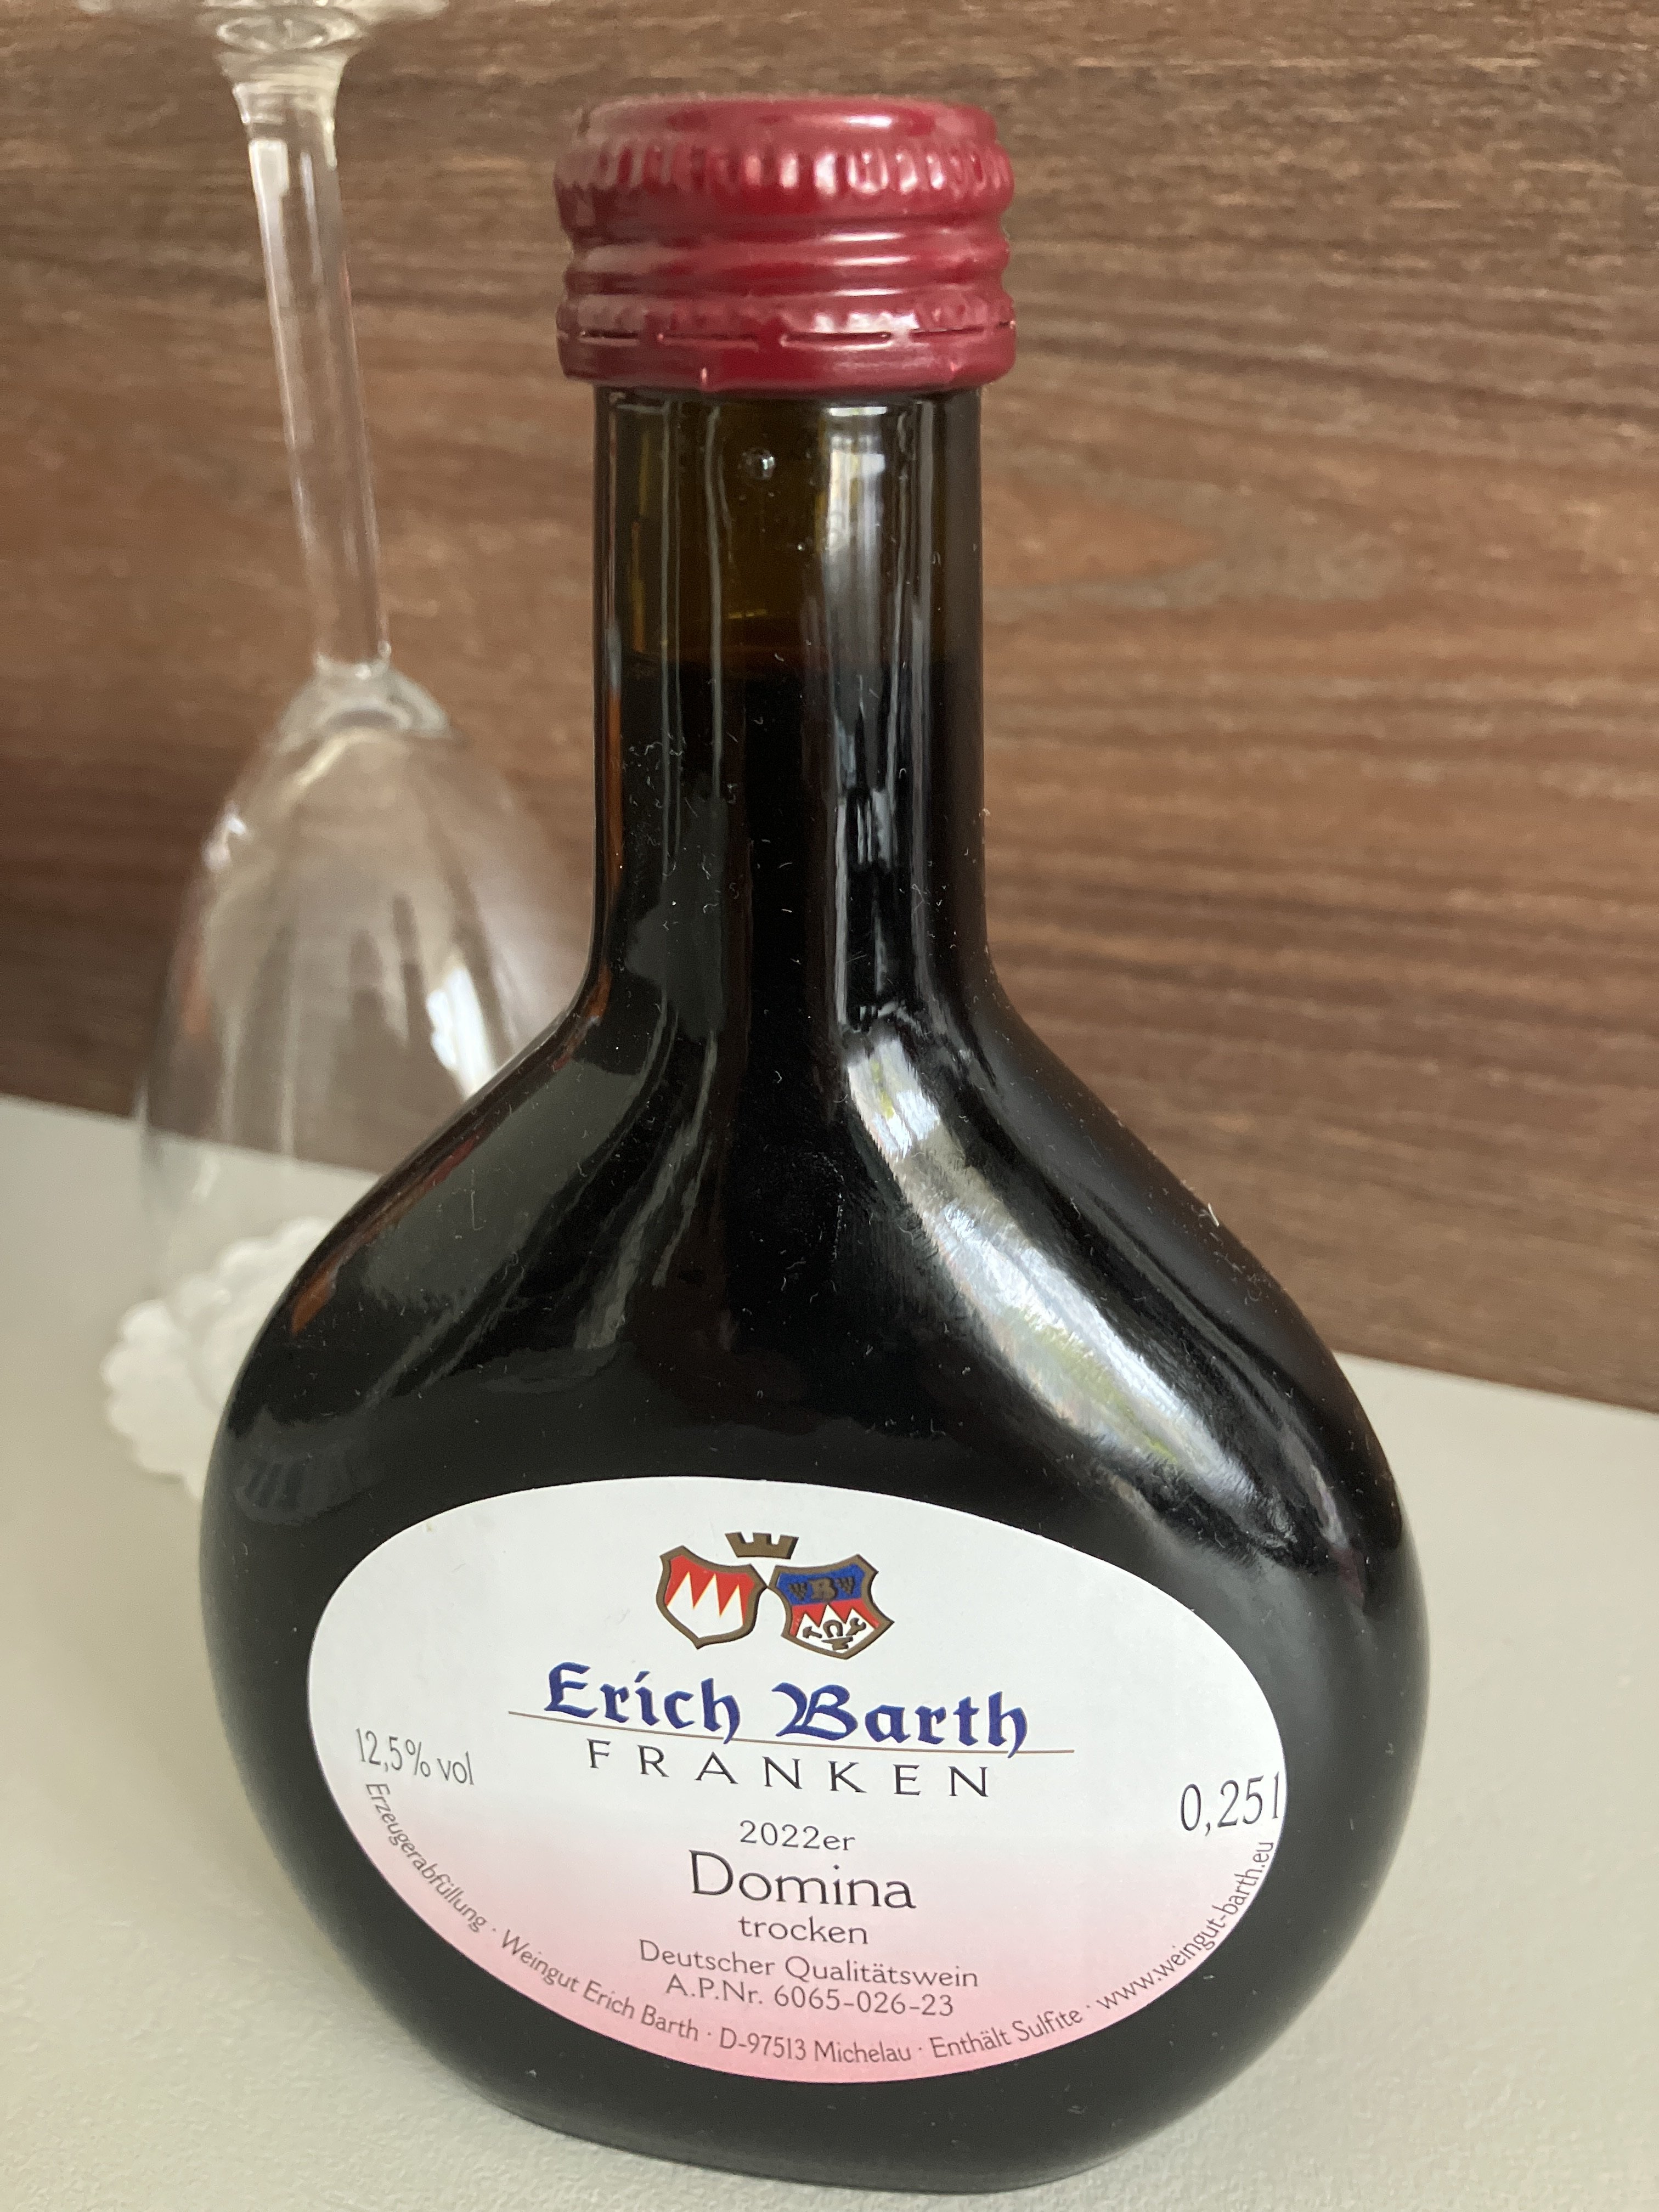 B
Erich Barth
FRANKEN
12,5% vol
0,25l
2022er
Domina
trocken
Deutscher Qualitätswein
A.P.Nr. 6065-026-23
Erzeugerabfüllung · Weingut Erich Barth · D-97513 Michelau · Enthält Sulfite · www.weingut-barth.eu